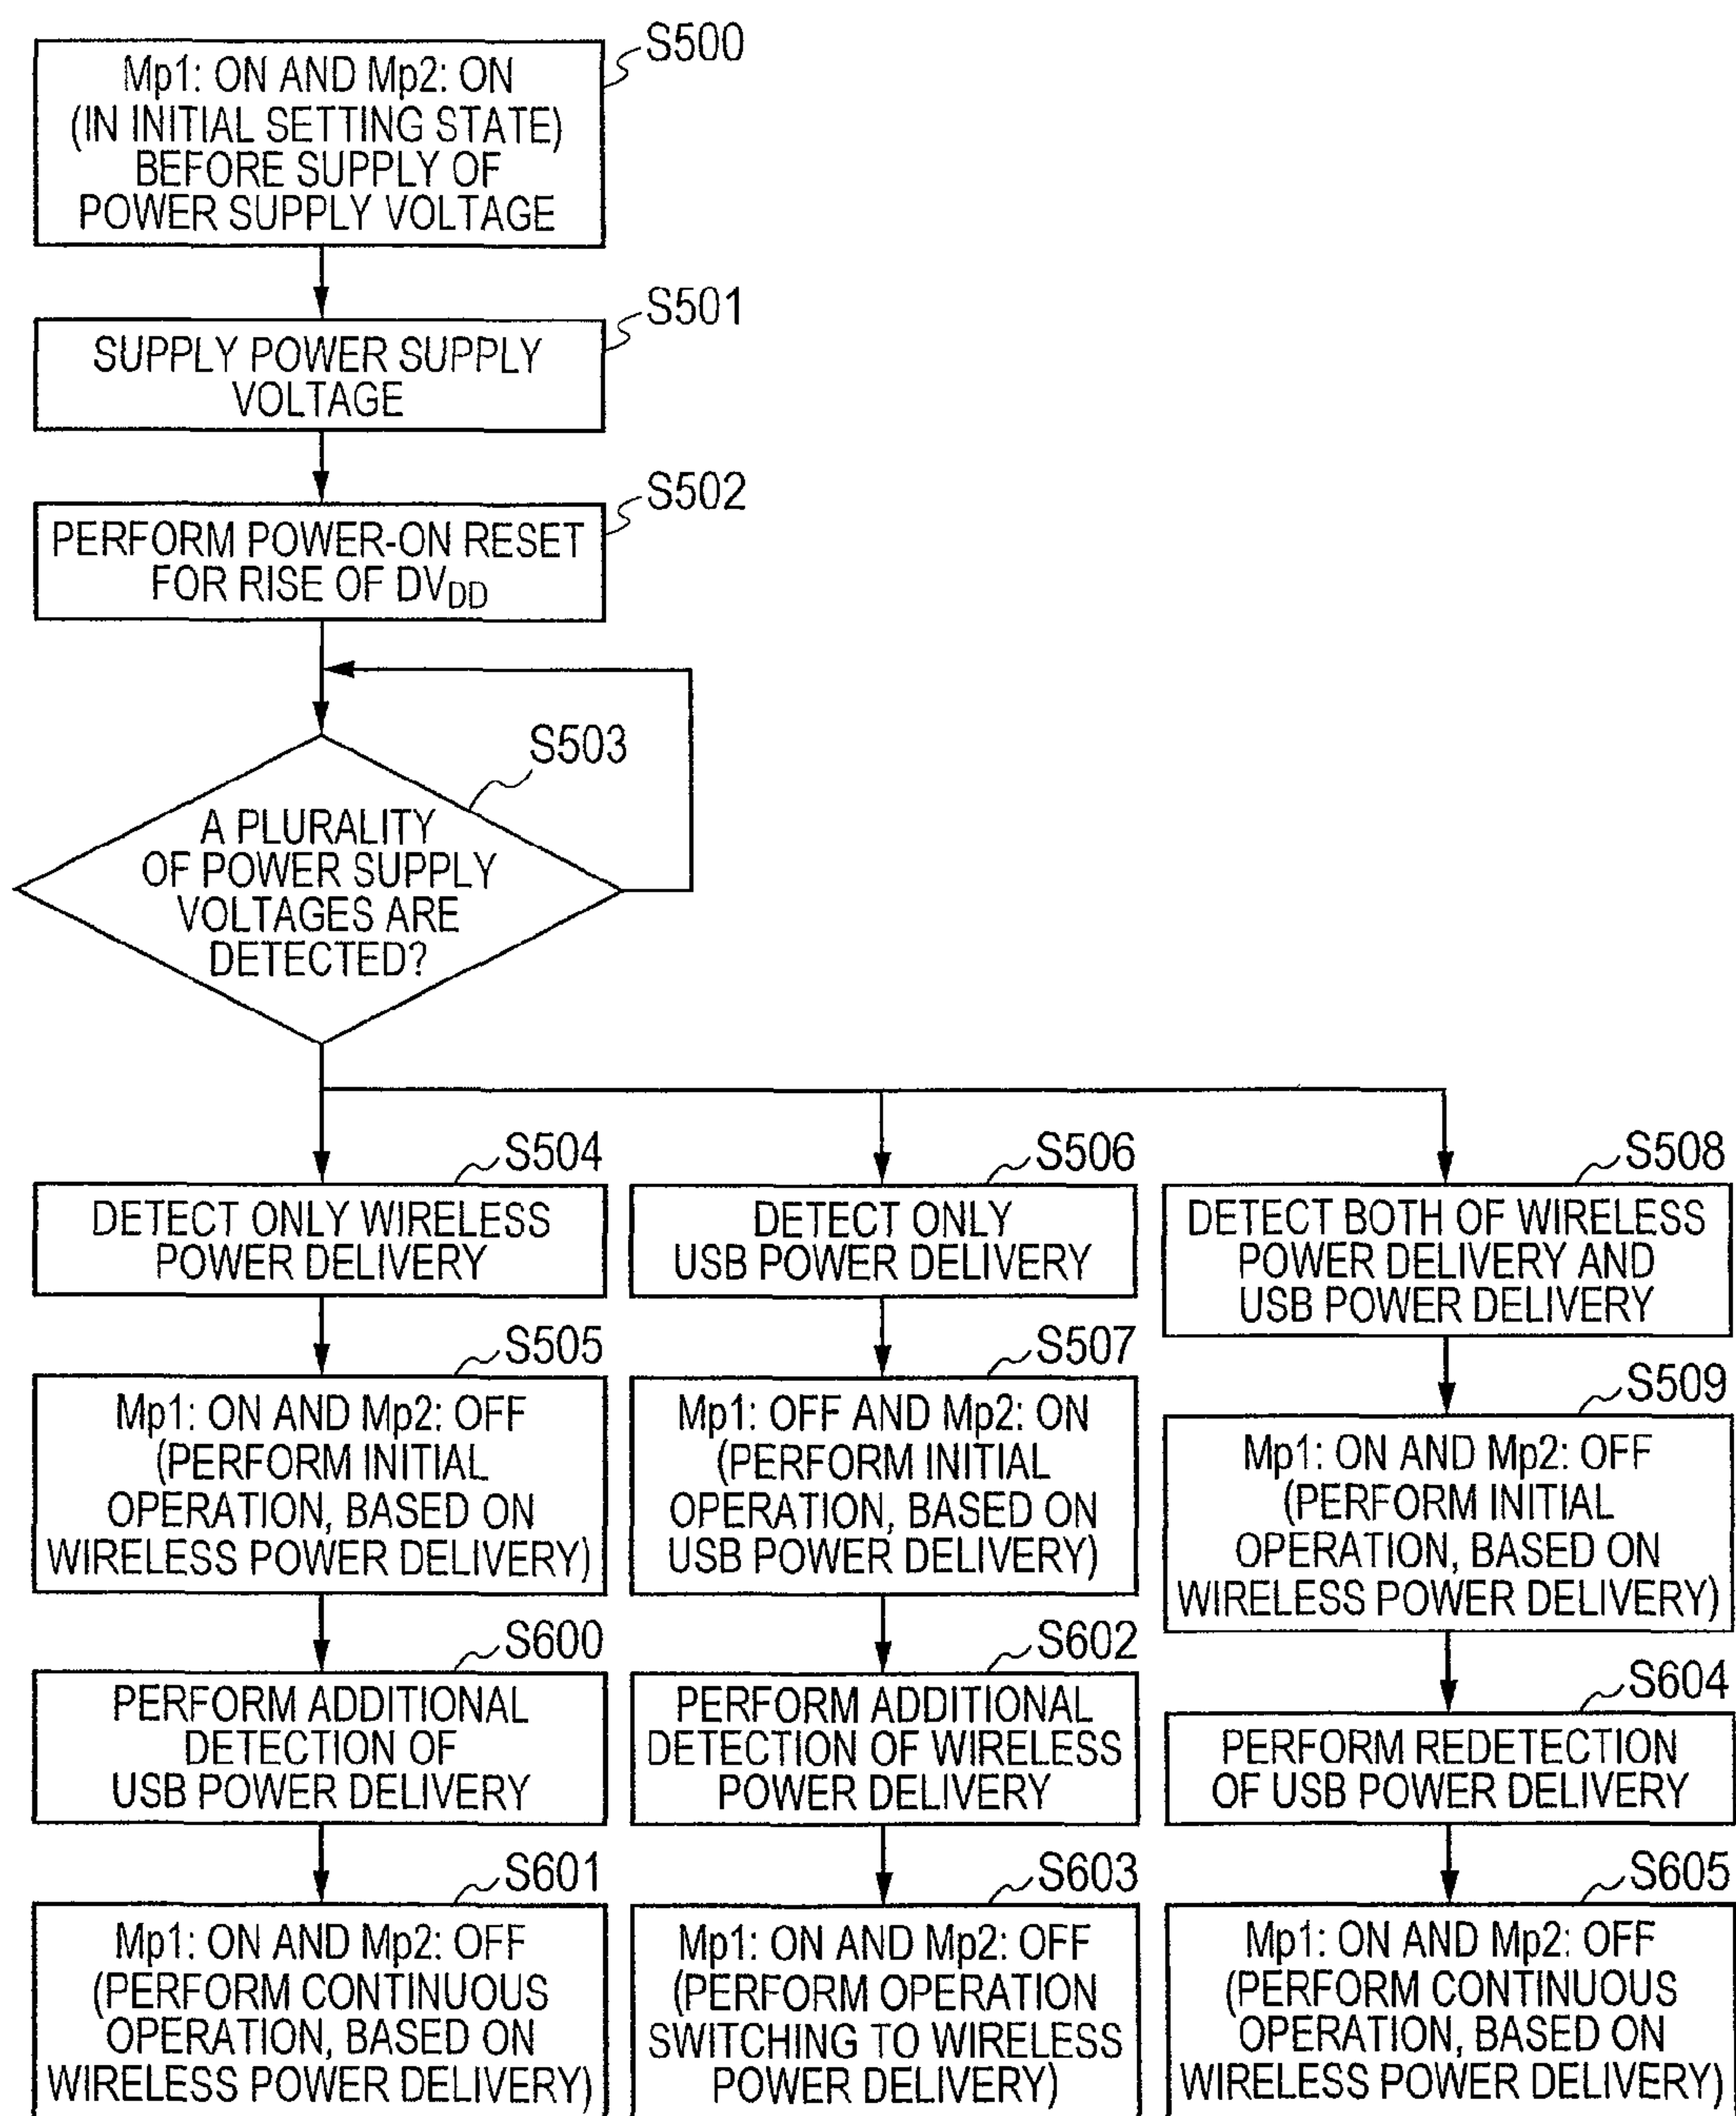 S500
Mp1: ON AND Mp2: ON
(IN INITIAL SETTING STATE)
BEFORE SUPPLY OF
POWER SUPPLY VOLTAGE
S501
SUPPLY POWER SUPPLY
VOLTAGE
S502
PERFORM POWER-ON RESET
FOR RISE OF DVDD
S503
A PLURALITY
OF POWER SUPPLY
VOLTAGES ARE
DETECTED?
S504
DETECT ONLY WIRELESS
POWER DELIVERY
S505
Mp1: ON AND Mp2: OFF
(PERFORM INITIAL
OPERATION, BASED ON
WIRELESS POWER DELIVERY)
S600
PERFORM ADDITIONAL
DETECTION OF
USB POWER DELIVERY
S601
Mp1: ON AND Mp2: OFF
(PERFORM CONTINUOUS
OPERATION, BASED ON
WIRELESS POWER DELIVERY)
S506
DETECT ONLY
USB POWER DELIVERY
S507
Mp1: OFF AND Mp2: ON
(PERFORM INITIAL
OPERATION, BASED ON
USB POWER DELIVERY)
S602
PERFORM ADDITIONAL
DETECTION OF WIRELESS
POWER DELIVERY
S603
Mp1: ON AND Mp2: OFF
(PERFORM OPERATION
SWITCHING TO WIRELESS
POWER DELIVERY)
S508
DETECT BOTH OF WIRELESS
POWER DELIVERY AND
USB POWER DELIVERY
S509
Mp1: ON AND Mp2: OFF
(PERFORM INITIAL
OPERATION, BASED ON
WIRELESS POWER DELIVERY)
S604
PERFORM REDETECTION
OF USB POWER DELIVERY
S605
Mp1: ON AND Mp2: OFF
(PERFORM CONTINUOUS
OPERATION, BASED ON
WIRELESS POWER DELIVERY)